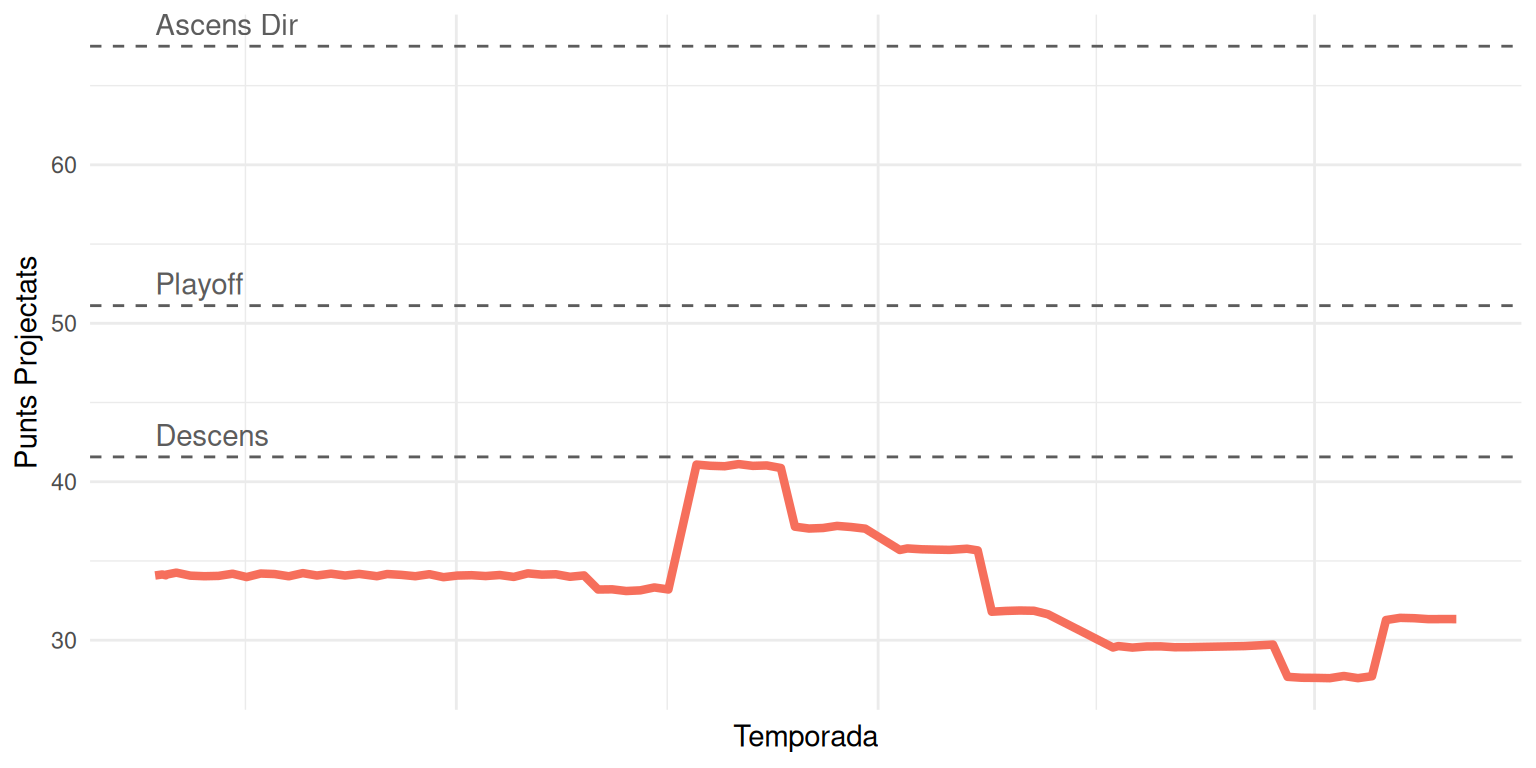 Ascens Dir
60
Playoff
50
Descens
40
30
Punts Projectats
Temporada